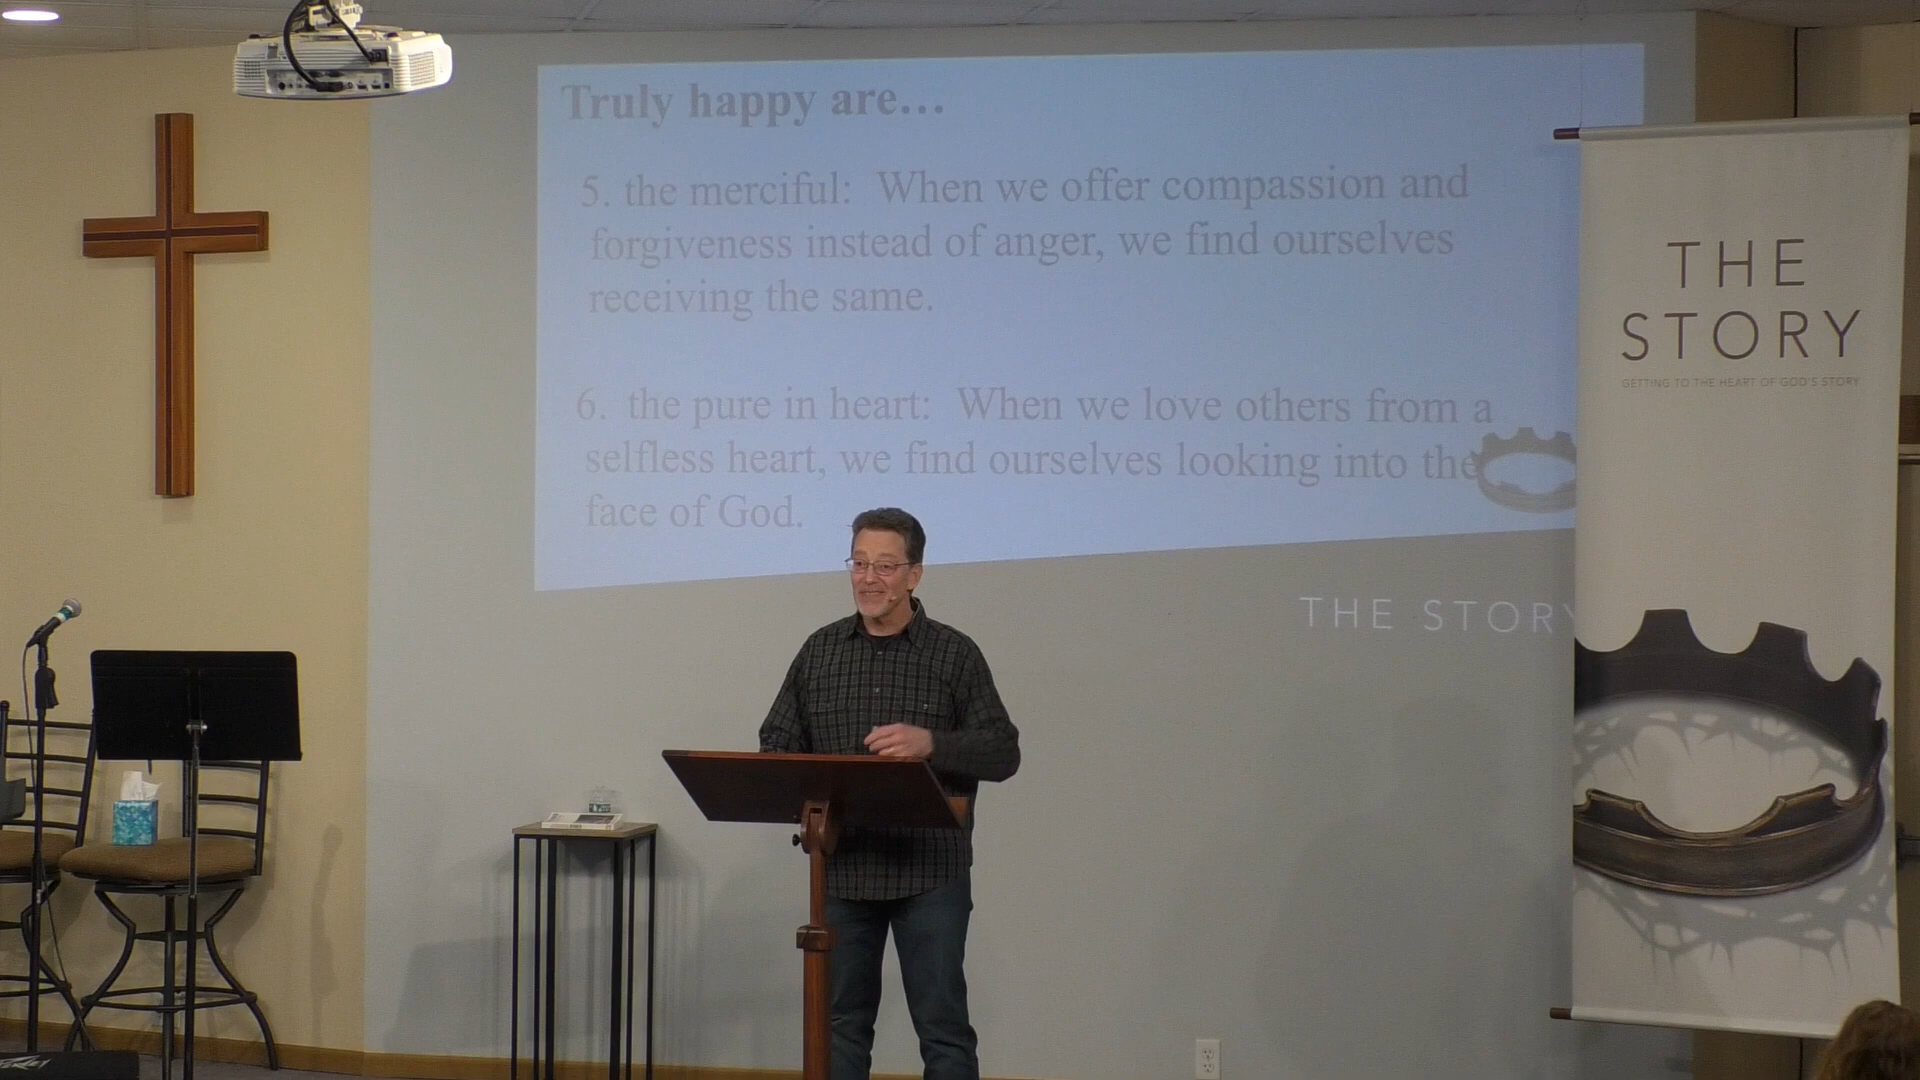 Truly happy are…
5. the merciful: When we offer compassion and
forgiveness instead of anger, we find ourselves
receiving the same.
6. the pure in heart: When we love others from a
selfless heart, we find ourselves looking into the
face of God.
THE STORY
THE
STORY
GETTING TO THE HEART OF GOD'S STORY
PEAVEY